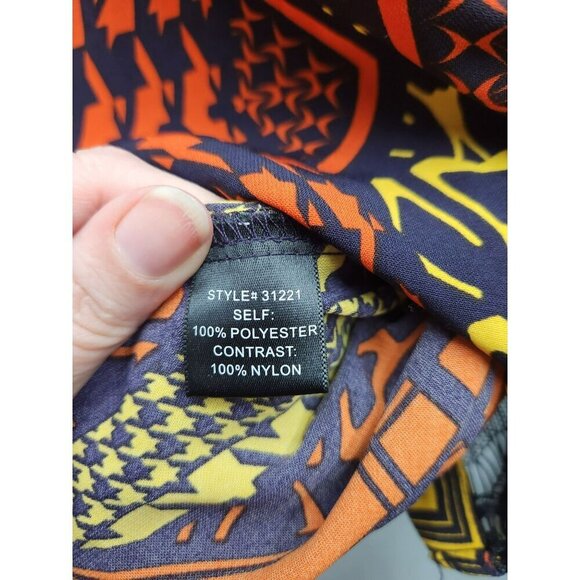 STYLE# 31221
SELF:
100% POLYESTER
CONTRAST:
100% NYLON